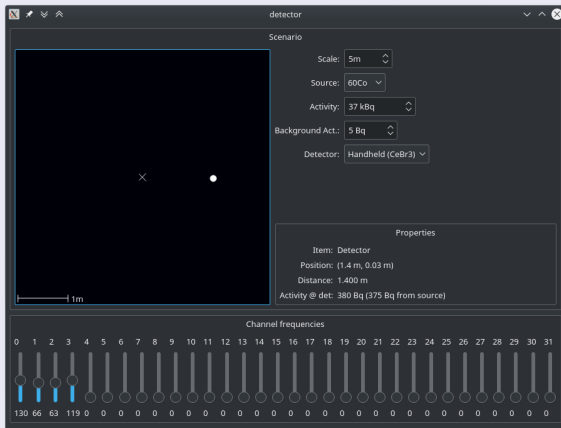 detector
Scenario
Scale: 5m
Source: 60Co
Activity: 37 kBq
Background Act.: 5 Bq
Detector: Handheld (CeBr3)
1m
Properties
Item: Detector
Position: (1.4 m, 0.03 m)
Distance: 1.400 m
Activity @ det: 380 Bq (375 Bq from source)
Channel frequencies
0 1 2 3 4 5 6 7 8 9 10 11 12 13 14 15 16 17 18 19 20 21 22 23 24 25 26 27 28 29 30 31
130 66 63 119 0 0 0 0 0 0 0 0 0 0 0 0 0 0 0 0 0 0 0 0 0 0 0 0 0 0 0 0